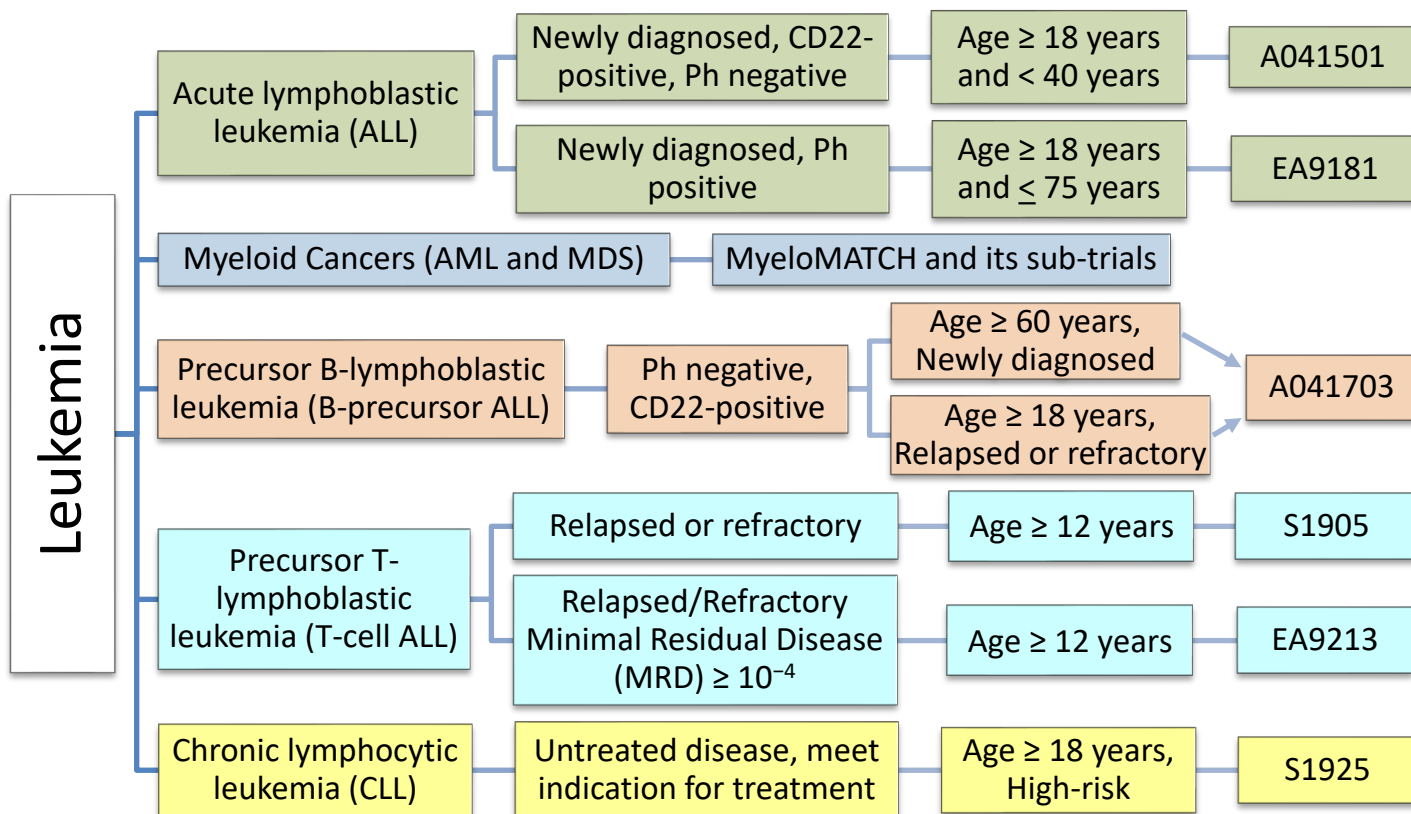 Leukemia
Acute lymphoblastic
leukemia (ALL)
Newly diagnosed, CD22-
positive, Ph negative
Age ≥ 18 years
and < 40 years
A041501
Newly diagnosed, Ph
positive
Age ≥ 18 years
and ≤ 75 years
EA9181
Myeloid Cancers (AML and MDS)
MyeloMATCH and its sub-trials
Precursor B-lymphoblastic
leukemia (B-precursor ALL)
Ph negative,
CD22-positive
Age ≥ 60 years,
Newly diagnosed
Age ≥ 18 years,
Relapsed or refractory
A041703
Precursor T-
lymphoblastic
leukemia (T-cell ALL)
Relapsed or refractory
Age ≥ 12 years
S1905
Relapsed/Refractory
Minimal Residual Disease
(MRD) ≥ 10⁻⁴
Age ≥ 12 years
EA9213
Chronic lymphocytic
leukemia (CLL)
Untreated disease, meet
indication for treatment
Age ≥ 18 years,
High-risk
S1925